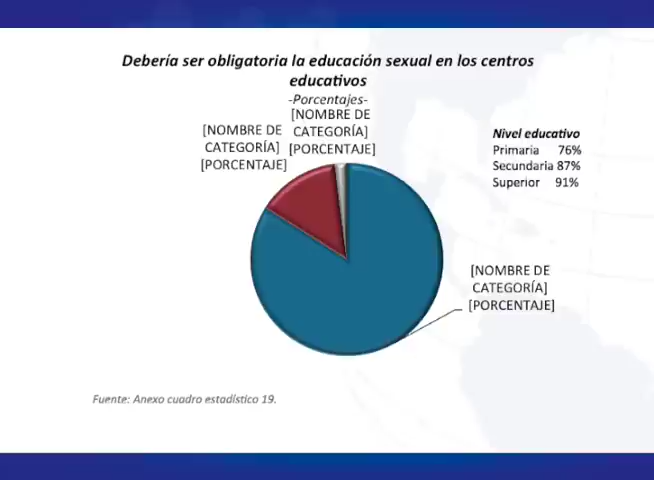 Debería ser obligatoria la educación sexual en los centros
educativos
-Porcentajes-
[NOMBRE DE
CATEGORÍA]
[PORCENTAJE]
[NOMBRE DE
CATEGORÍA]
[PORCENTAJE]
Nivel educativo
Primaria 76%
Secundaria 87%
Superior 91%
[NOMBRE DE
CATEGORÍA]
[PORCENTAJE]
Fuente: Anexo cuadro estadístico 19.